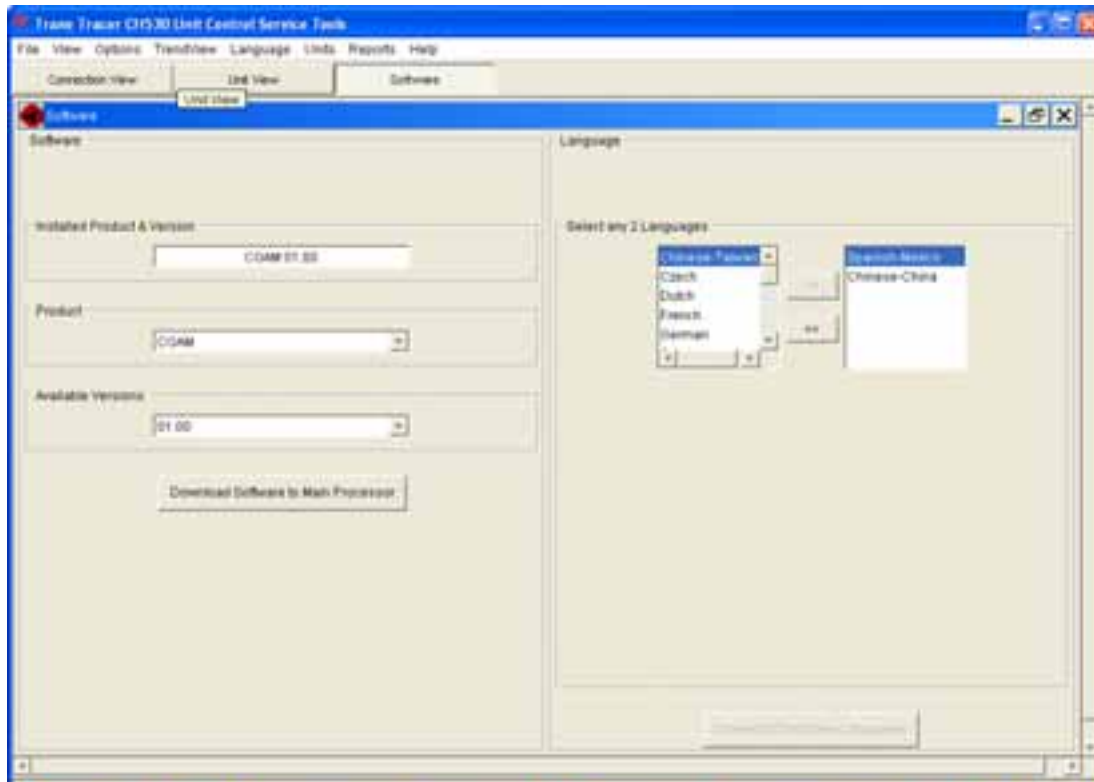 Trane Tracer CH530 Unit Control Service Tools
File View Options TrendView Language Units Reports Help
Connection View Unit View Software
Unit View
Software
Software
Language
Installed Product & Version
CGAM 01.00
Select any 2 Languages
Chinese-Taiwan
Czech
Dutch
French
German
Spanish-Mexico
Chinese-China
<<
Product
CGAM
Available Versions
01.00
Download Software to Main Processor